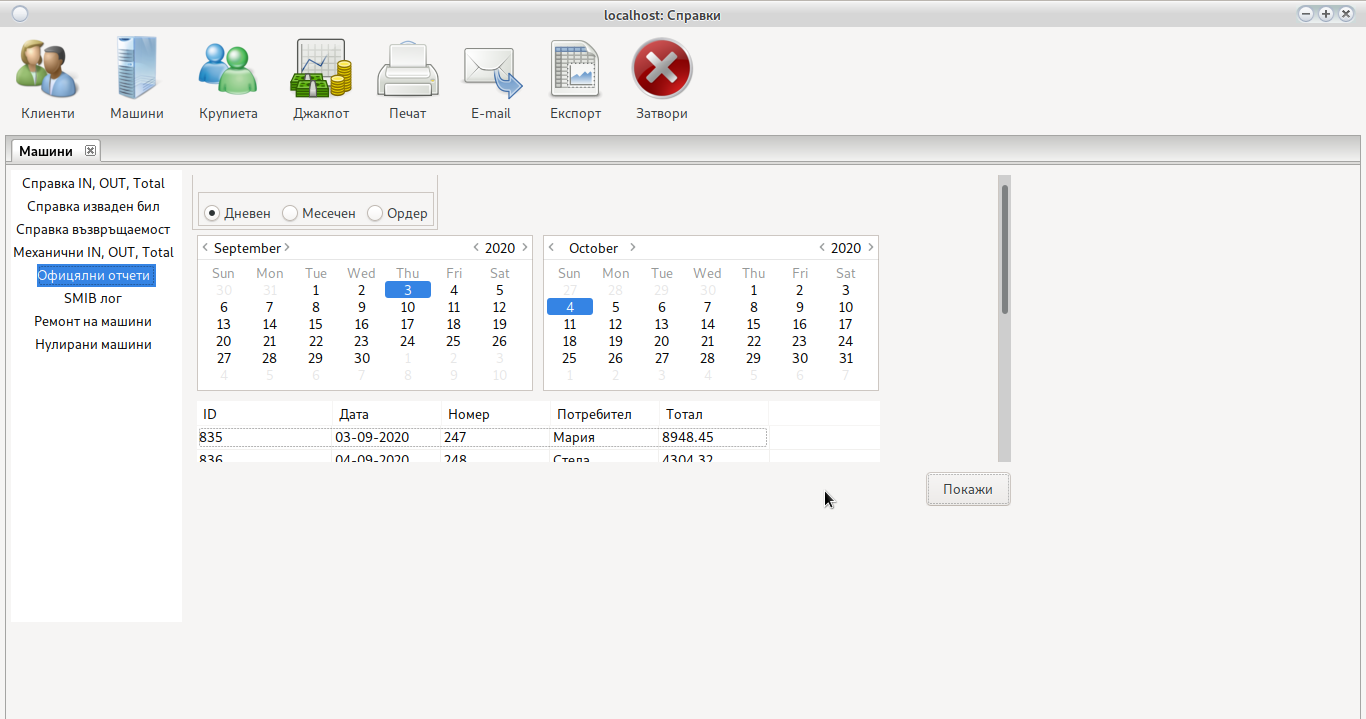 localhost: Справки
Клиенти Машини Крупиета Джакпот Печат E-mail Експорт Затвори
Машини
Справка IN, OUT, Total
Справка изваден бил
Справка възвръщаемост
Механични IN, OUT, Total
Офицялни отчети
SMIB лог
Ремонт на машини
Нулирани машини
Дневен Месечен Ордер
September 2020
Sun Mon Tue Wed Thu Fri Sat
30 31 1 2 3 4 5
6 7 8 9 10 11 12
13 14 15 16 17 18 19
20 21 22 23 24 25 26
27 28 29 30 1 2 3
4 5 6 7 8 9 10
October 2020
Sun Mon Tue Wed Thu Fri Sat
27 28 29 30 1 2 3
4 5 6 7 8 9 10
11 12 13 14 15 16 17
18 19 20 21 22 23 24
25 26 27 28 29 30 31
1 2 3 4 5 6 7
ID Дата Номер Потребител Тотал
835 03-09-2020 247 Мария 8948.45
836 04-09-2020 248 Стела 4304.32
Покажи